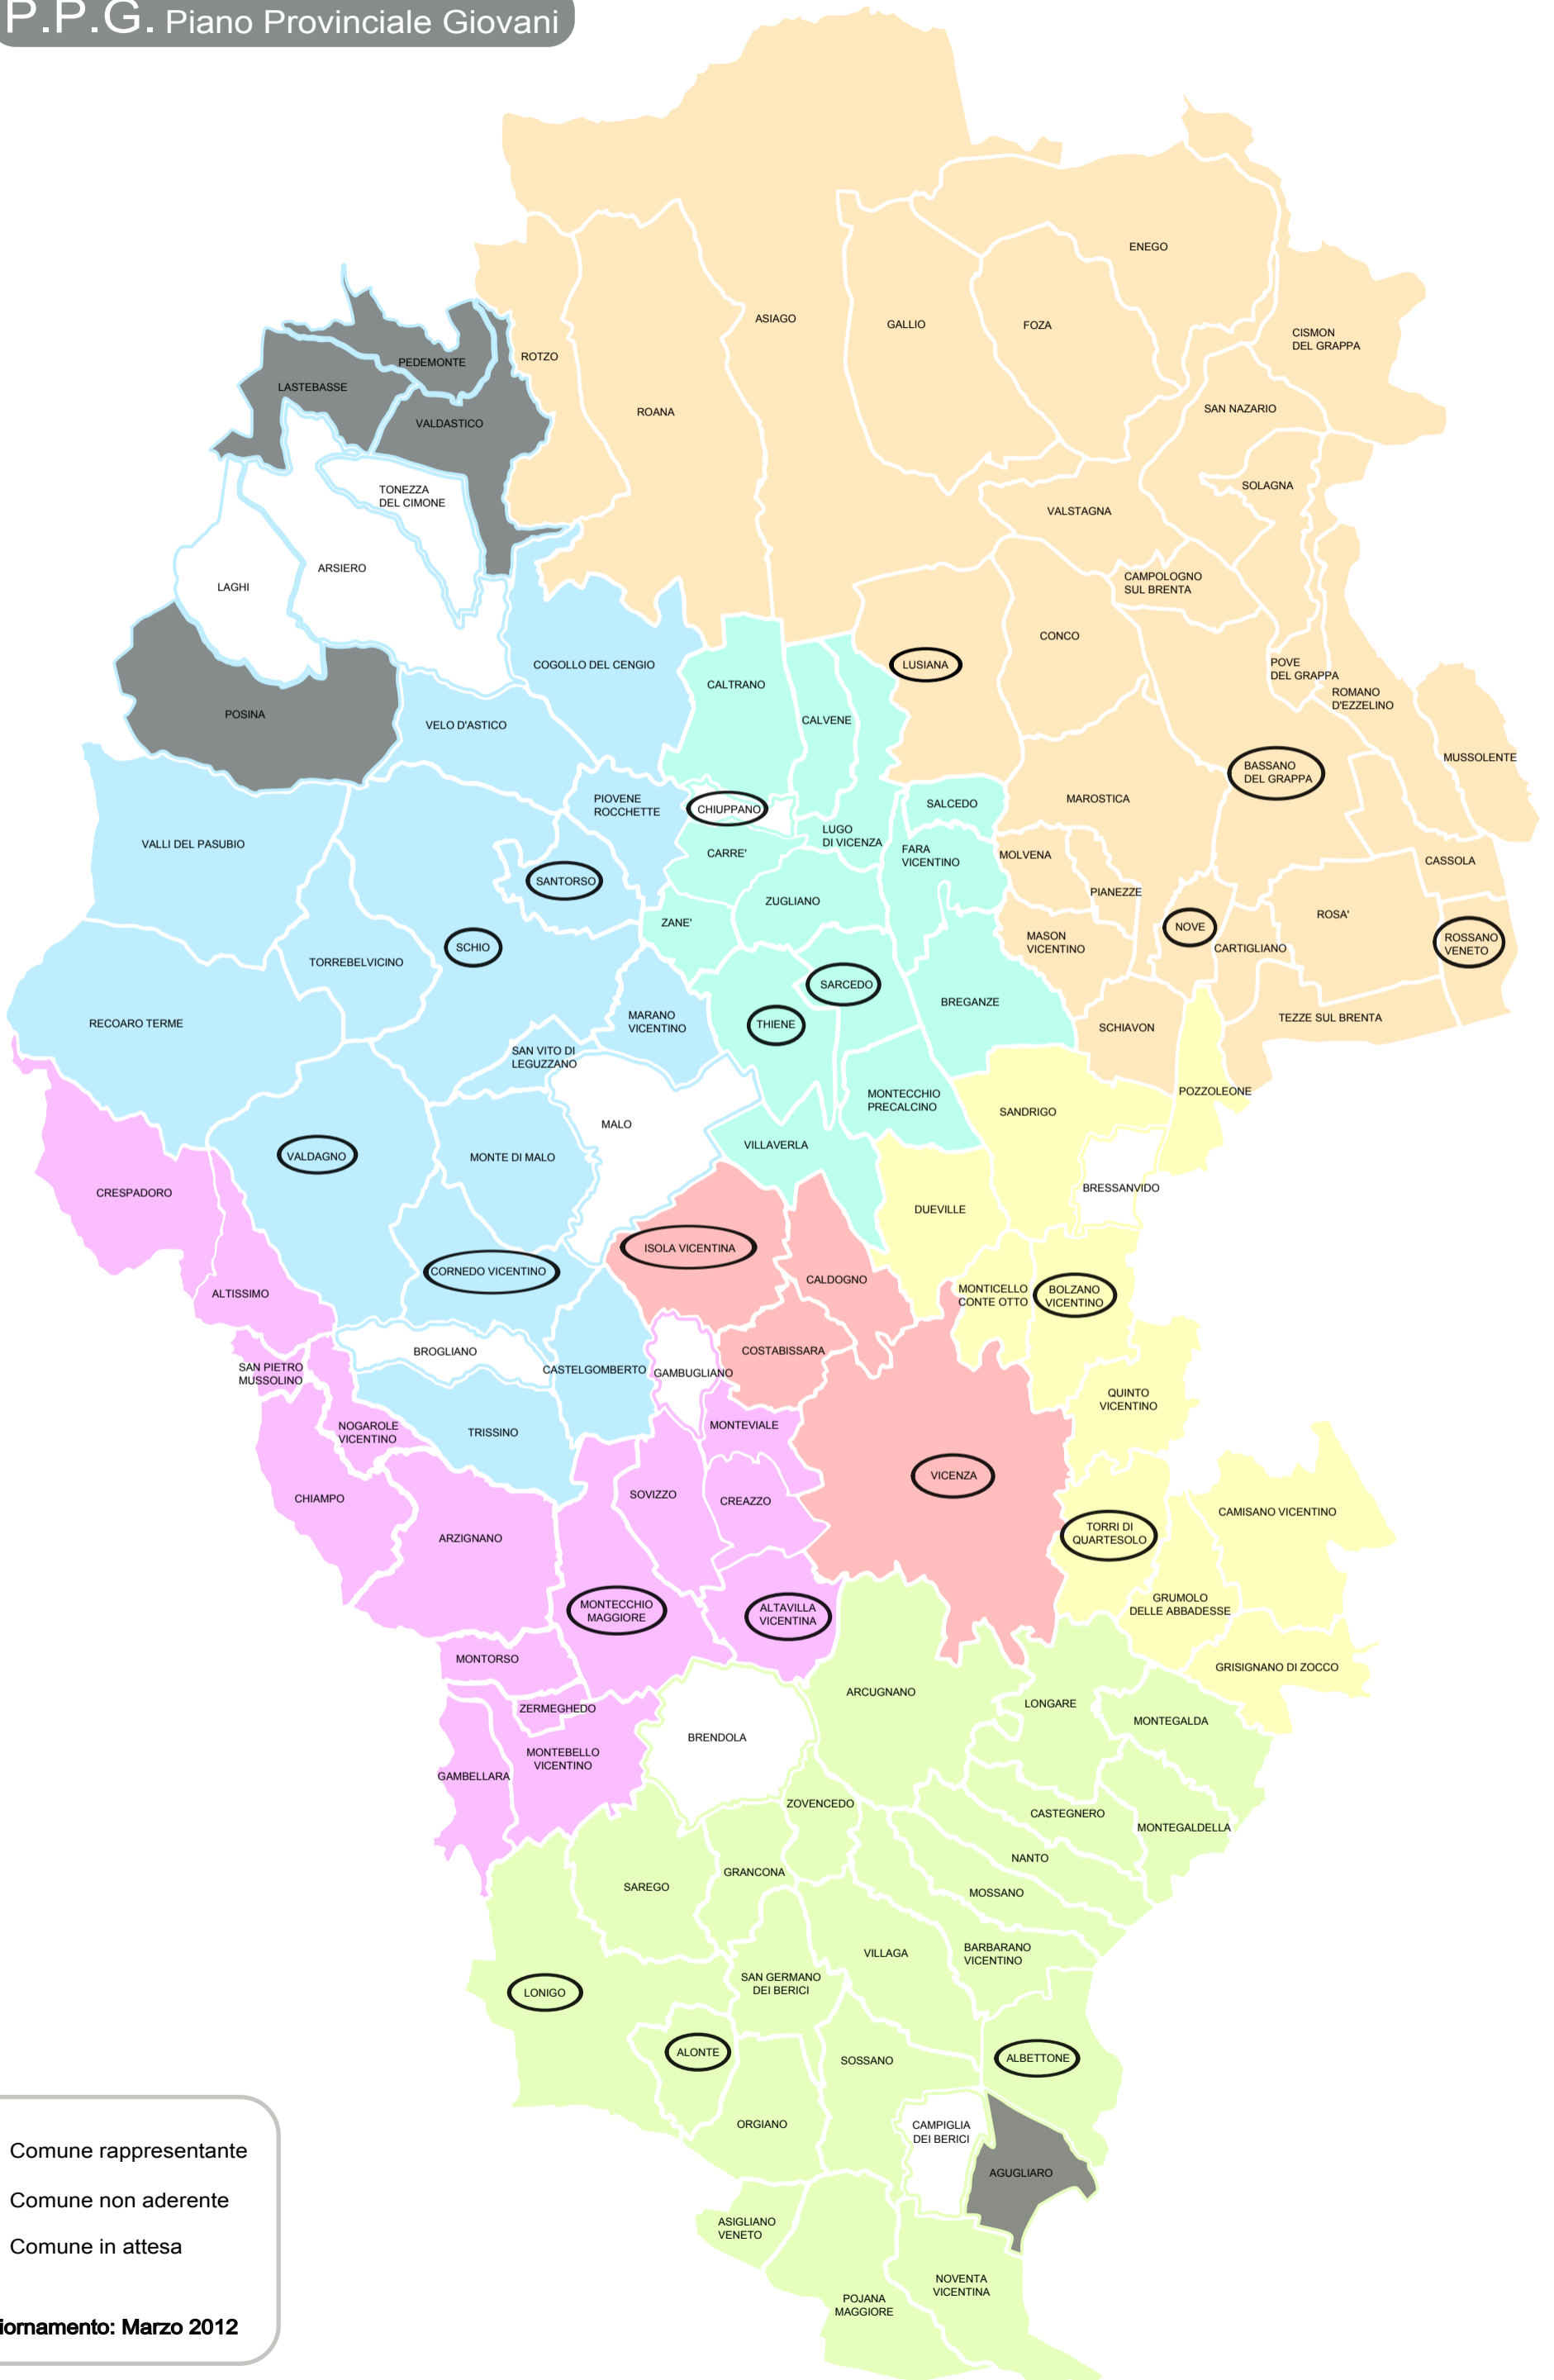 P.P.G. Piano Provinciale Giovani
ENEGO
ASIAGO
GALLIO
FOZA
CISMON
DEL GRAPPA
ROTZO
PEDEMONTE
LASTEBASSE
ROANA
SAN NAZARIO
VALDASTICO
SOLAGNA
TONEZZA
DEL CIMONE
VALSTAGNA
ARSIERO
CAMPOLOGNO
SUL BRENTA
LAGHI
CONCO
COGOLLO DEL CENGIO
LUSIANA
POVE
DEL GRAPPA
CALTRANO
ROMANO
D'EZZELINO
POSINA
VELO D'ASTICO
CALVENE
MUSSOLENTE
BASSANO
DEL GRAPPA
PIOVENE
ROCCHETTE
CHIUPPANO
SALCEDO
MAROSTICA
VALLI DEL PASUBIO
LUGO
DI VICENZA
CARRE'
FARA
VICENTINO
MOLVENA
CASSOLA
SANTORSO
PIANEZZE
ZUGLIANO
ROSA'
ZANE'
NOVE
MASON
VICENTINO
CARTIGLIANO
ROSSANO
VENETO
SCHIO
TORREBELVICINO
SARCEDO
BREGANZE
RECOARO TERME
MARANO
VICENTINO
THIENE
SCHIAVON
TEZZE SUL BRENTA
SAN VITO DI
LEGUZZANO
POZZOLEONE
MONTECCHIO
PRECALCINO
SANDRIGO
MALO
VILLAVERLA
VALDAGNO
MONTE DI MALO
BRESSANVIDO
CRESPADORO
DUEVILLE
ISOLA VICENTINA
CORNEDO VICENTINO
CALDOGNO
ALTISSIMO
MONTICELLO
CONTE OTTO
BOLZANO
VICENTINO
BROGLIANO
COSTABISSARA
SAN PIETRO
MUSSOLINO
CASTELGOMBERTO
GAMBUGLIANO
QUINTO
VICENTINO
NOGAROLE
VICENTINO
TRISSINO
MONTEVIALE
VICENZA
CHIAMPO
SOVIZZO
CREAZZO
CAMISANO VICENTINO
ARZIGNANO
TORRI DI
QUARTESOLO
MONTECCHIO
MAGGIORE
ALTAVILLA
VICENTINA
GRUMOLO
DELLE ABBADESSE
MONTORSO
GRISIGNANO DI ZOCCO
ARCUGNANO
LONGARE
ZERMEGHEDO
MONTEGALDA
BRENDOLA
MONTEBELLO
VICENTINO
GAMBELLARA
ZOVENCEDO
CASTEGNERO
MONTEGALDELLA
NANTO
GRANCONA
SAREGO
MOSSANO
VILLAGA
BARBARANO
VICENTINO
SAN GERMANO
DEI BERICI
LONIGO
ALONTE
SOSSANO
ALBETTONE
ORGIANO
CAMPIGLIA
DEI BERICI
AGUGLIARO
ASIGLIANO
VENETO
NOVENTA
VICENTINA
POJANA
MAGGIORE
Comune rappresentante
Comune non aderente
Comune in attesa
iornamento: Marzo 2012